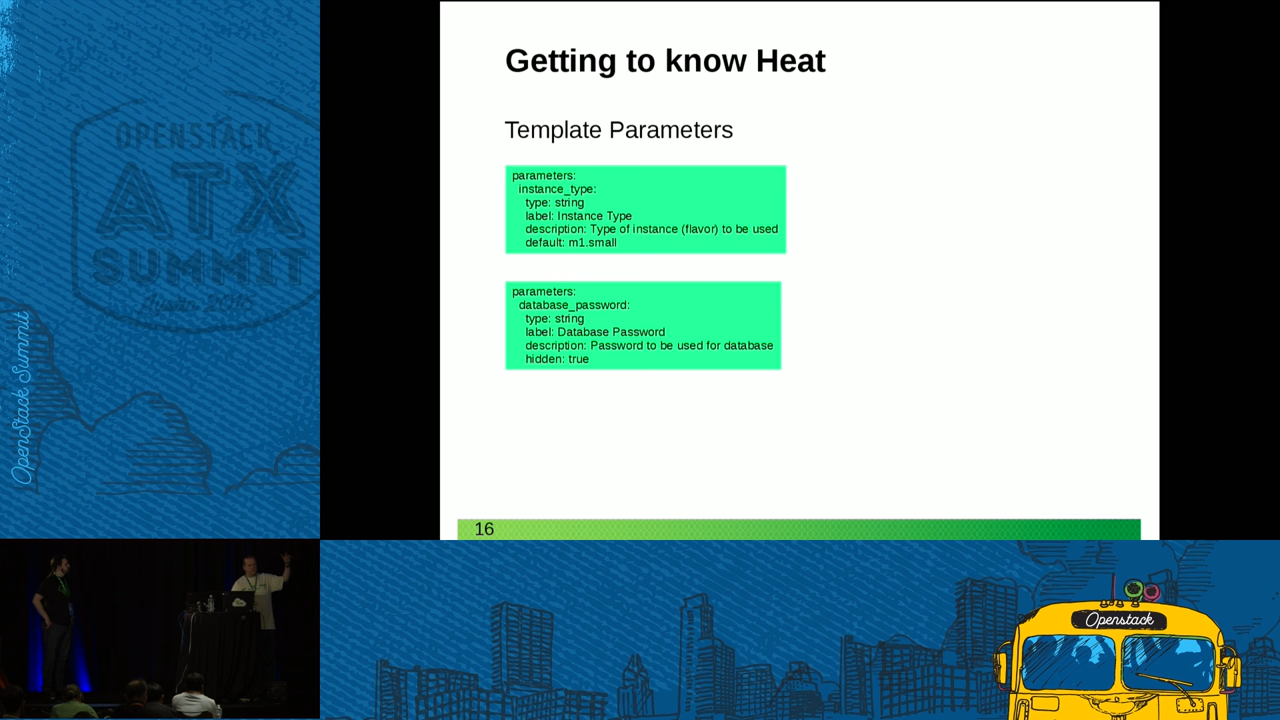 OPENSTACK
ATX
SUMMIT
OpenStack Summit
Getting to know Heat
Template Parameters
parameters:
instance_type:
type: string
label: Instance Type
description: Type of instance (flavor) to be used
default: m1.small
parameters:
database_password:
type: string
label: Database Password
description: Password to be used for database
hidden: true
16
Openstack